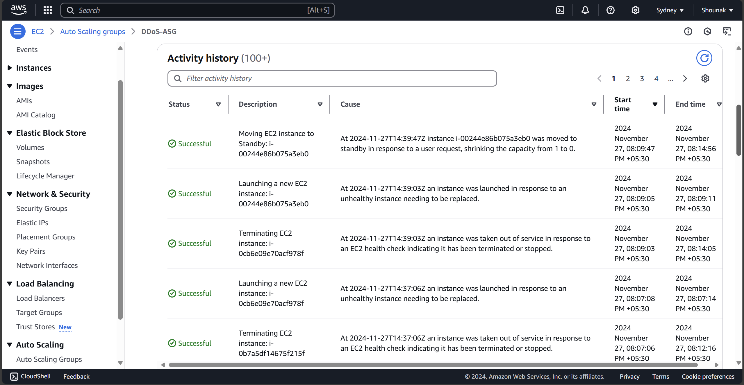 aws
Search
[Alt+S]
Sydney
Shounek
EC2 > Auto Scaling groups > DDoS-ASG
Events
Instances
Images
AMIs
AMI Catalog
Elastic Block Store
Volumes
Snapshots
Lifecycle Manager
Network & Security
Security Groups
Elastic IPs
Placement Groups
Key Pairs
Network Interfaces
Load Balancing
Load Balancers
Target Groups
Trust Stores New
Auto Scaling
Auto Scaling Groups
Activity history (100+)
Filter activity history
1 2 3 4 ...
Status Description Cause Start time End time
Successful
Moving EC2 instance to
Standby: i-
00244e86b075a3eb0
At 2024-11-27T14:39:47Z instance i-00244e86b075a3eb0 was moved to
standby in response to a user request, shrinking the capacity from 1 to 0.
2024
November
27, 08:09:47
PM +05:30
2024
November
27, 08:14:56
PM +05:30
Successful
Launching a new EC2
instance: i-
00244e86b075a3eb0
At 2024-11-27T14:39:03Z an instance was launched in response to an
unhealthy instance needing to be replaced.
2024
November
27, 08:09:05
PM +05:30
2024
November
27, 08:09:11
PM +05:30
Successful
Terminating EC2
instance: i-
0cb6e09e70acf978f
At 2024-11-27T14:39:03Z an instance was taken out of service in response to
an EC2 health check indicating it has been terminated or stopped.
2024
November
27, 08:09:03
PM +05:30
2024
November
27, 08:14:05
PM +05:30
Successful
Launching a new EC2
instance: i-
0cb6e09e70acf978f
At 2024-11-27T14:37:06Z an instance was launched in response to an
unhealthy instance needing to be replaced.
2024
November
27, 08:07:08
PM +05:30
2024
November
27, 08:07:14
PM +05:30
Successful
Terminating EC2
instance: i-
0b7a5df14675f215f
At 2024-11-27T14:37:06Z an instance was taken out of service in response to
an EC2 health check indicating it has been terminated or stopped.
2024
November
27, 08:07:06
PM +05:30
2024
November
27, 08:12:16
PM +05:30
CloudShell
Feedback
© 2024, Amazon Web Services, Inc. or its affiliates.
Privacy
Terms
Cookie preferences